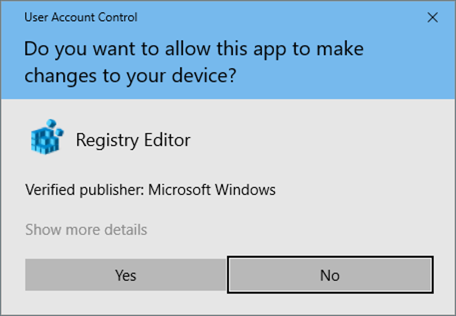 User Account Control
Do you want to allow this app to make
changes to your device?
Registry Editor
Verified publisher: Microsoft Windows
Show more details
Yes
No